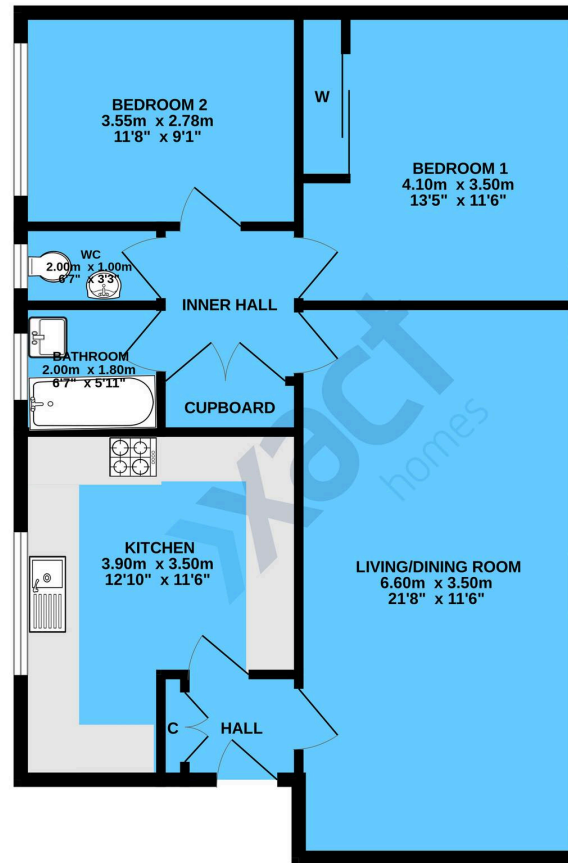 BEDROOM 2
3.55m x 2.78m
11'8" x 9'1"
W
BEDROOM 1
4.10m x 3.50m
13'5" x 11'6"
WC
2.00m x 1.00m
6'7" x 3'3"
INNER HALL
BATHROOM
2.00m x 1.80m
6'7" x 5'11"
CUPBOARD
xact
homes
KITCHEN
3.90m x 3.50m
12'10" x 11'6"
LIVING/DINING ROOM
6.60m x 3.50m
21'8" x 11'6"
C
HALL